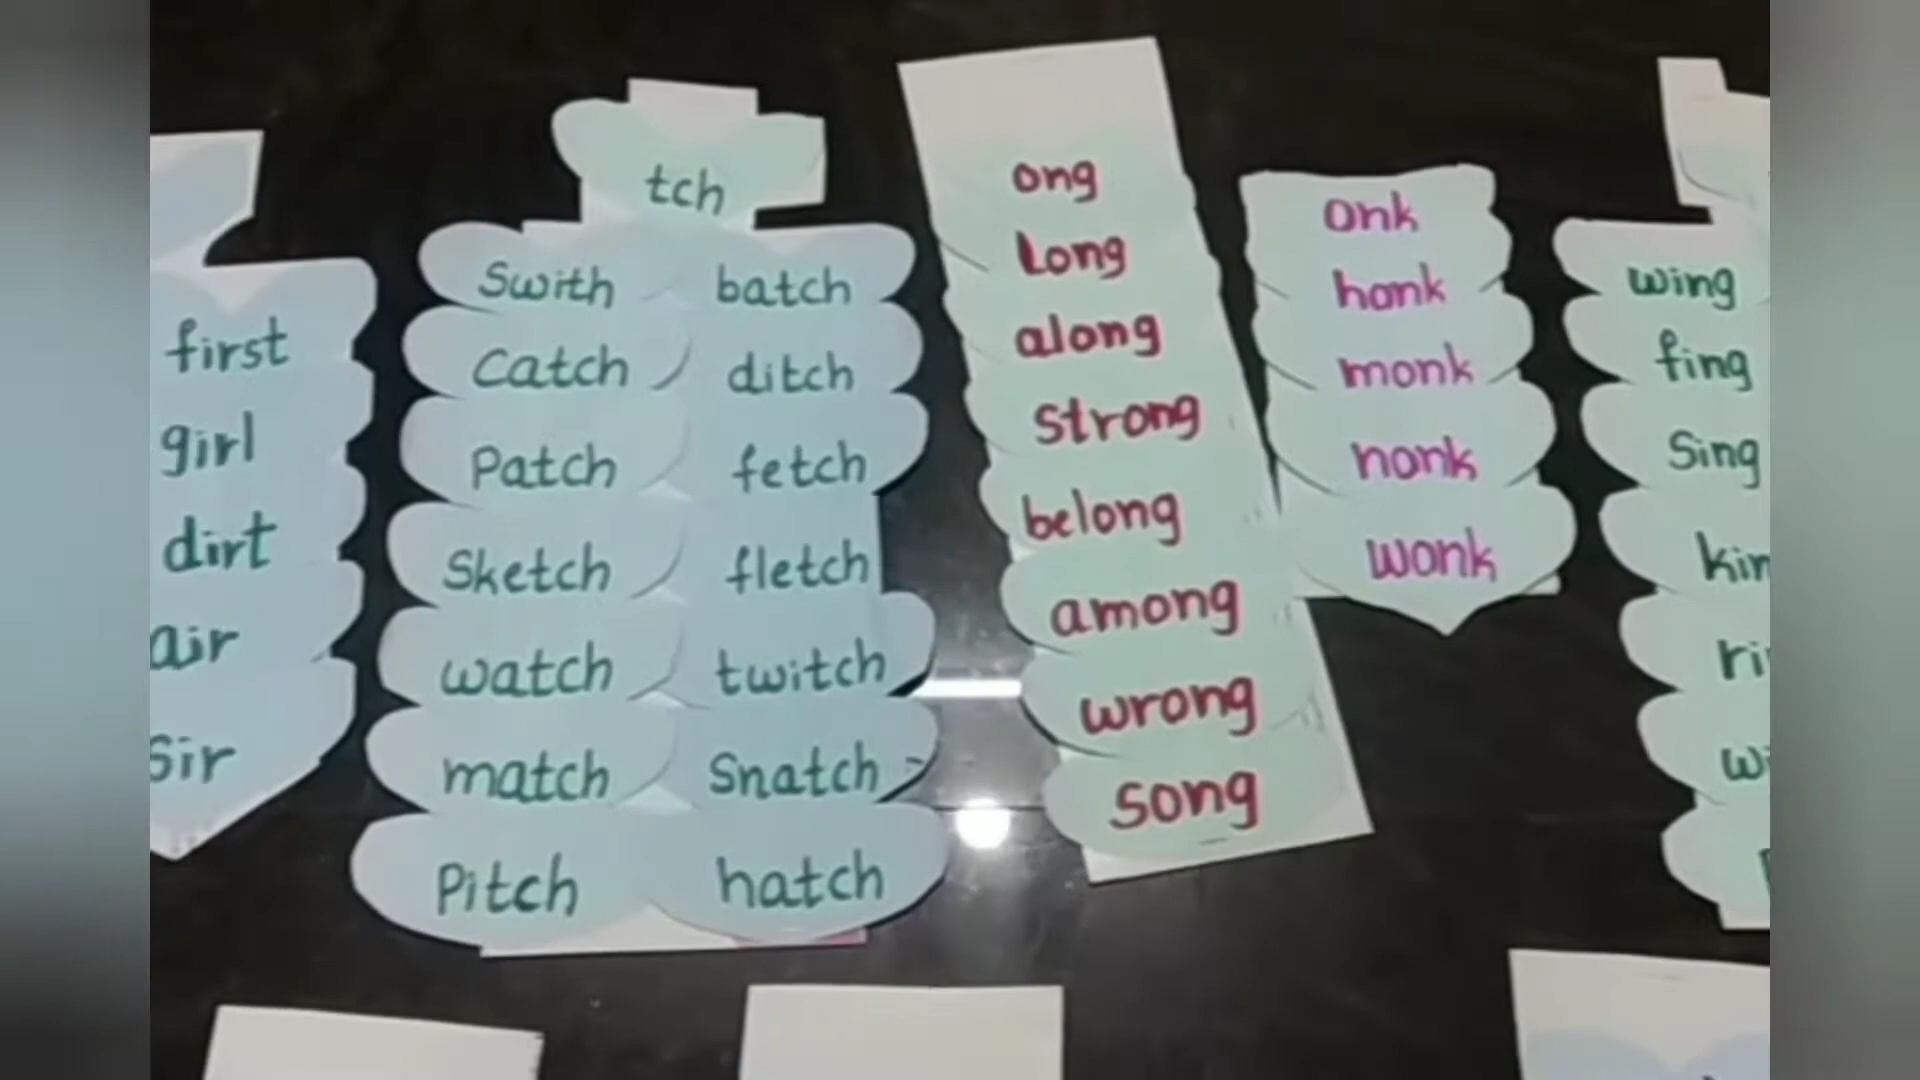 first
girl
dirt
air
Sir
tch
Swith batch
Catch ditch
Patch fetch
Sketch fletch
watch twitch
match Snatch
Pitch hatch
ong
Long
along
strong
belong
among
wrong
song
onk
honk
monk
nonk
wonk
wing
fing
Sing